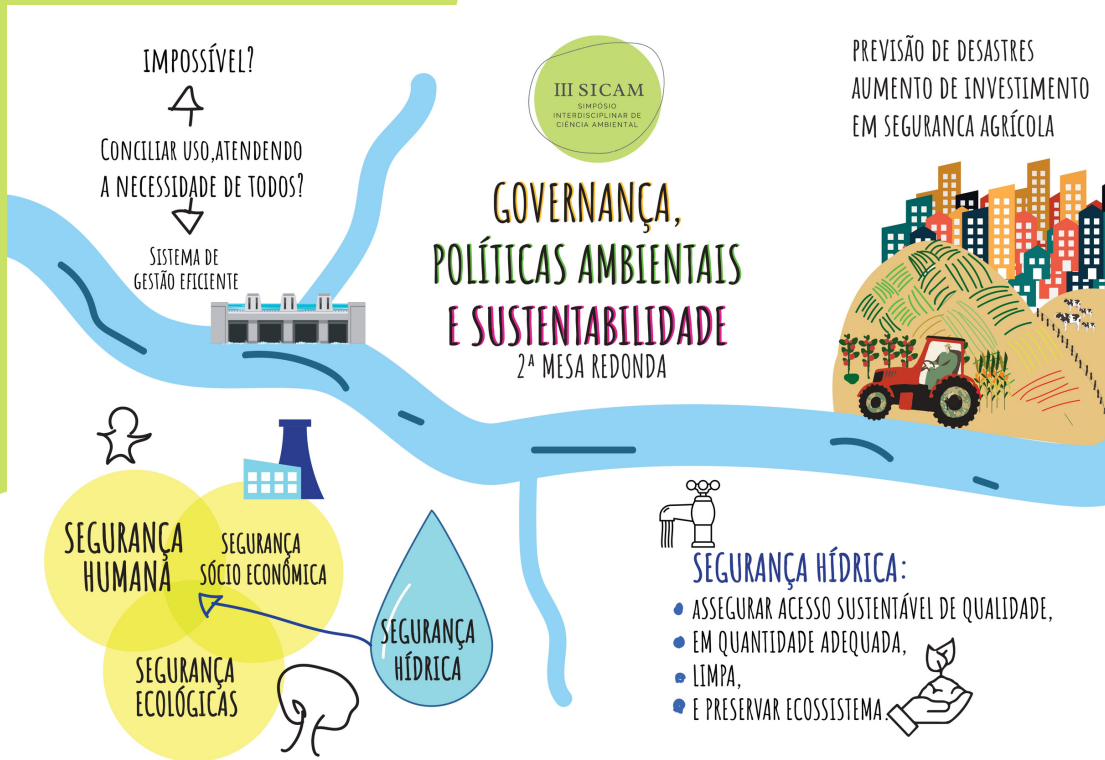 IMPOSSÍVEL?
CONCILIAR USO,ATENDENDO
A NECESSIDADE DE TODOS?
SISTEMA DE
GESTÃO EFICIENTE
III SICAM
SIMPÓSIO
INTERDISCIPLINAR DE
CIÊNCIA AMBIENTAL
GOVERNANÇA,
POLÍTICAS AMBIENTAIS
E SUSTENTABILIDADE
2ª MESA REDONDA
PREVISÃO DE DESASTRES
AUMENTO DE INVESTIMENTO
EM SEGURANCA AGRÍCOLA
SEGURANÇA
HUMANA
SEGURANÇA
SÓCIO ECONÔMICA
SEGURANÇA
ECOLÓGICAS
SEGURANÇA
HÍDRICA
SEGURANÇA HÍDRICA:
ASSEGURAR ACESSO SUSTENTÁVEL DE QUALIDADE,
EM QUANTIDADE ADEQUADA,
LIMPA,
E PRESERVAR ECOSSISTEMA.